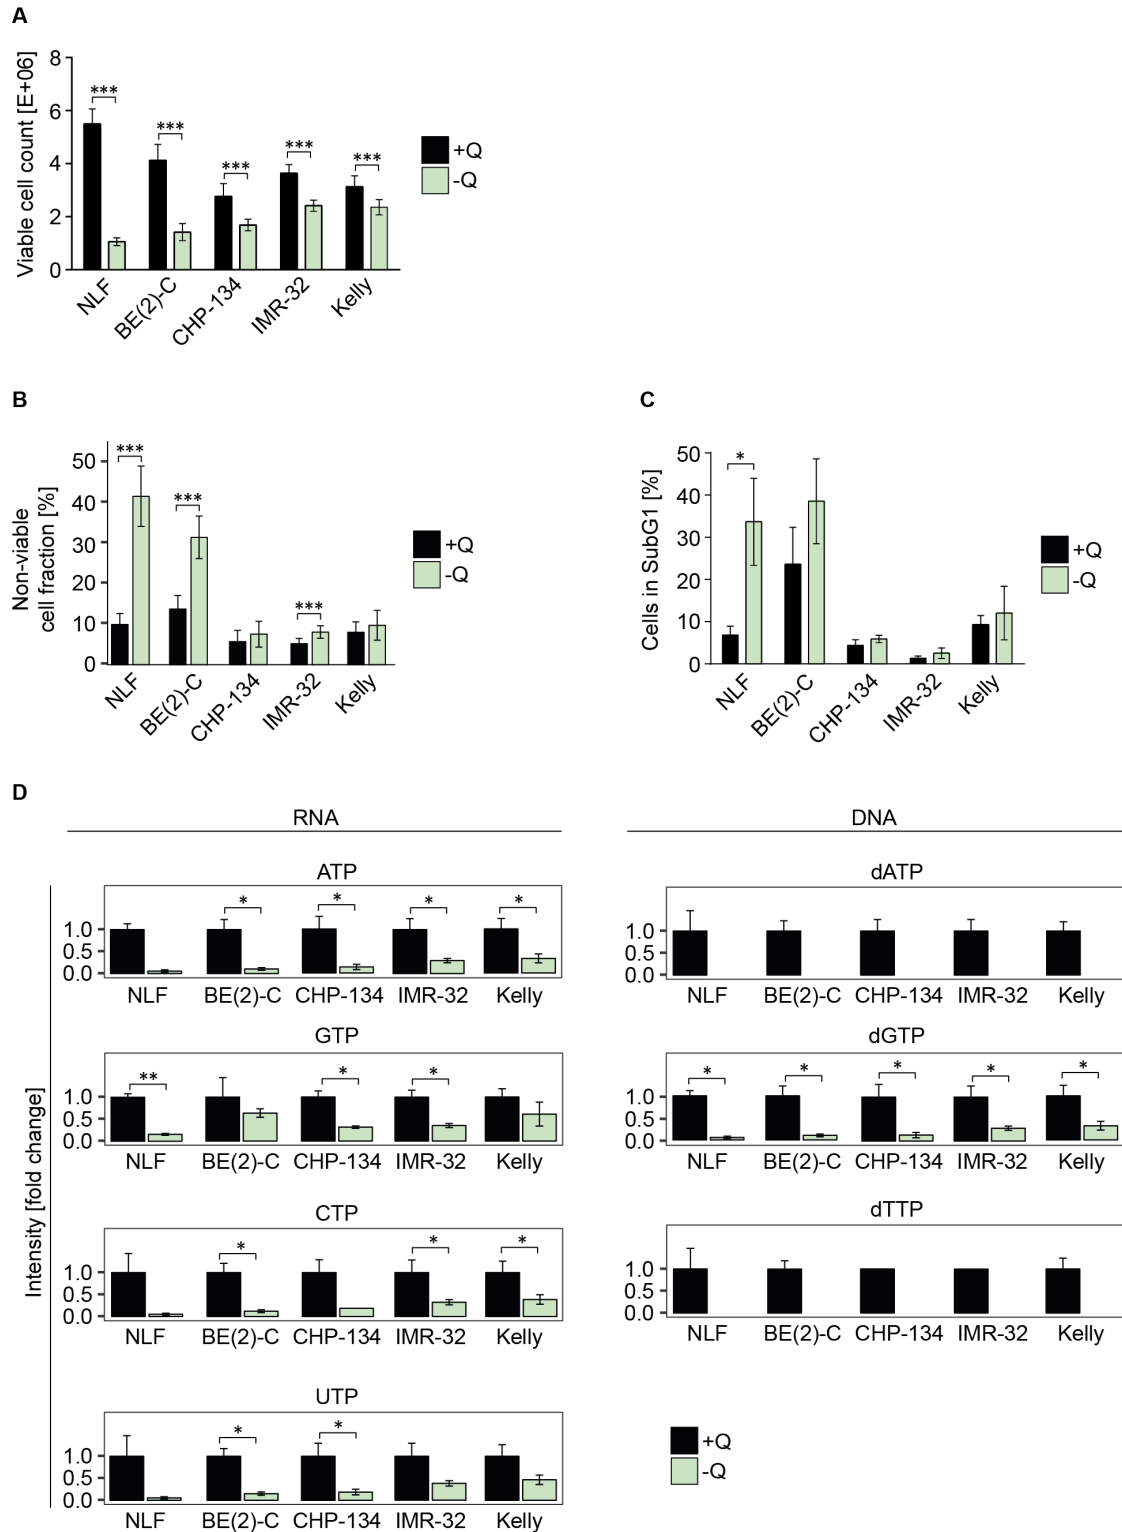 A
Viable cell count [E+06]
8
6
4
2
0
***
***
***
***
***
NLF
BE(2)-C
CHP-134
IMR-32
Kelly
+Q
-Q
B
Non-viable
cell fraction [%]
50
40
30
20
10
0
***
***
***
NLF
BE(2)-C
CHP-134
IMR-32
Kelly
+Q
-Q
C
Cells in SubG1 [%]
50
40
30
20
10
0
*
NLF
BE(2)-C
CHP-134
IMR-32
Kelly
+Q
-Q
D
Intensity [fold change]
RNA
ATP
1.0
0.5
0.0
* * * *
NLF BE(2)-C CHP-134 IMR-32 Kelly
GTP
1.0
0.5
0.0
** * *
NLF BE(2)-C CHP-134 IMR-32 Kelly
CTP
1.0
0.5
0.0
* * *
NLF BE(2)-C CHP-134 IMR-32 Kelly
UTP
1.0
0.5
0.0
* *
NLF BE(2)-C CHP-134 IMR-32 Kelly
DNA
dATP
1.0
0.5
0.0
NLF BE(2)-C CHP-134 IMR-32 Kelly
dGTP
1.0
0.5
0.0
* * * * *
NLF BE(2)-C CHP-134 IMR-32 Kelly
dTTP
1.0
0.5
0.0
NLF BE(2)-C CHP-134 IMR-32 Kelly
+Q
-Q